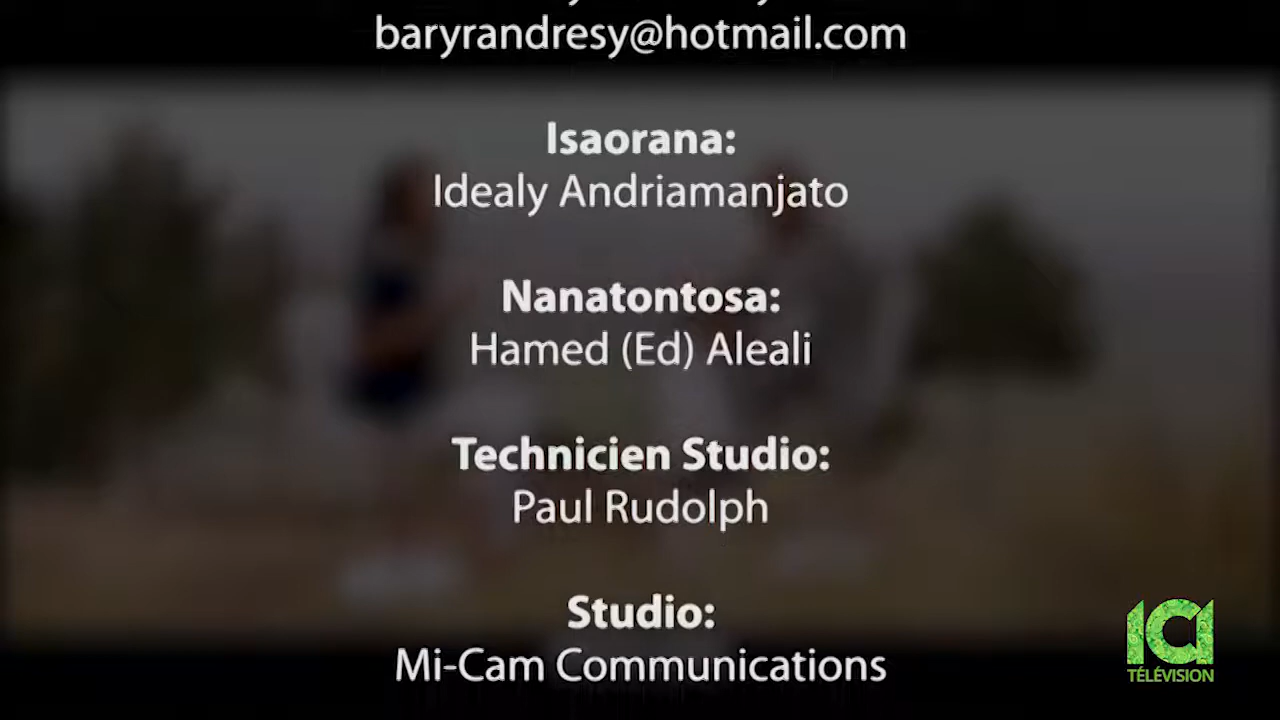 baryrandresy@hotmail.com
Isaorana:
Idealy Andriamanjato
Nanatontosa:
Hamed (Ed) Aleali
Technicien Studio:
Paul Rudolph
Studio:
Mi-Cam Communications
ICI
TÉLÉVISION